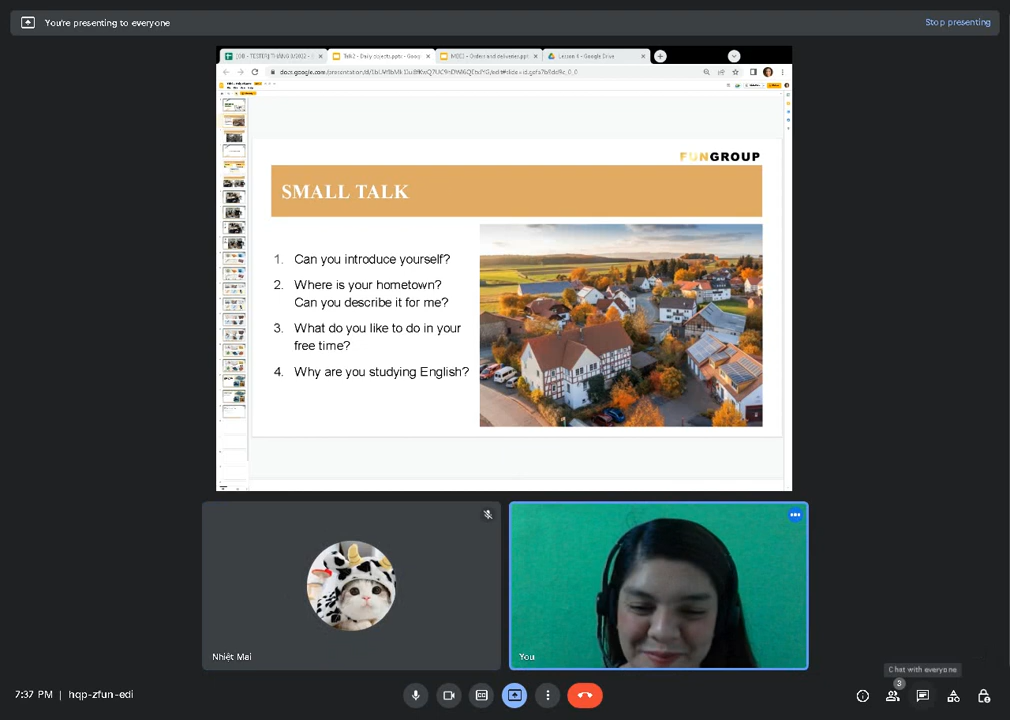 You're presenting to everyone
Stop presenting
FUNGROUP
SMALL TALK
1. Can you introduce yourself?
2. Where is your hometown?
Can you describe it for me?
3. What do you like to do in your
free time?
4. Why are you studying English?
Nhiêt Mai
You
Chat with everyone
3
7:37 PM | hqp-zfun-edi